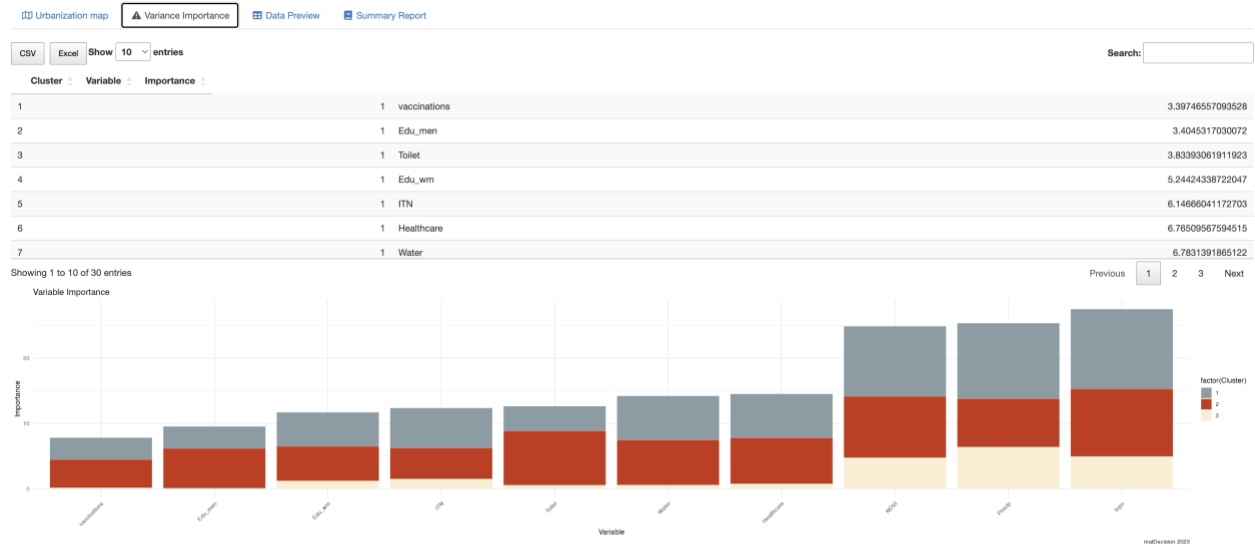 Urbanization map Variance Importance Data Preview Summary Report
CSV Excel Show 10 entries Search:
Cluster Variable Importance
1 1 vaccinations 3.39746557093528
2 1 Edu_men 3.4045317030072
3 1 Toilet 3.83393061911923
4 1 Edu_wm 5.24424338722047
5 1 ITN 6.14666041172703
6 1 Healthcare 6.76509567594515
7 1 Water 6.7831391865122
Showing 1 to 10 of 30 entries Previous 1 2 3 Next
Variable Importance
20
10
0
Importance
vaccinations Edu_men Edu_wm ITN Toilet Water Healthcare NDVI Precip topo
Variable
factor(Cluster)
1
2
3
malDecision 2023